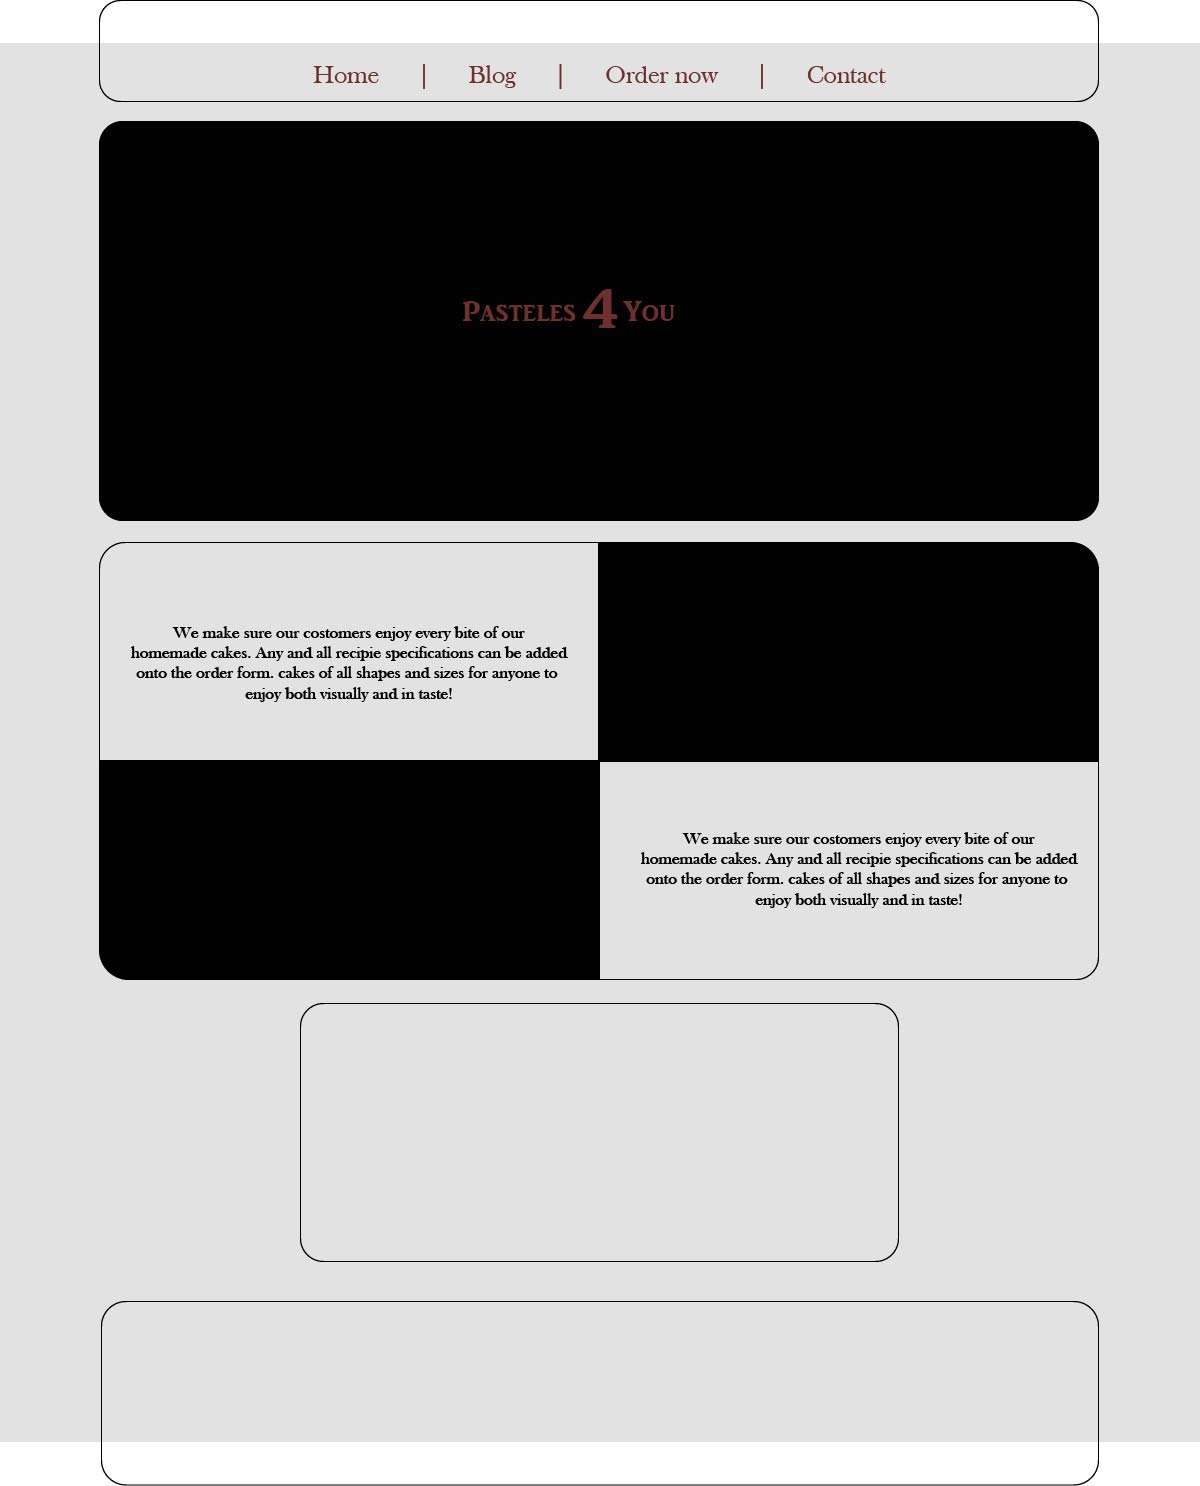 Home | Blog | Order now | Contact
Pasteles 4 You
We make sure our costomers enjoy every bite of our
homemade cakes. Any and all recipie specifications can be added
onto the order form. cakes of all shapes and sizes for anyone to
enjoy both visually and in taste!
We make sure our costomers enjoy every bite of our
homemade cakes. Any and all recipie specifications can be added
onto the order form. cakes of all shapes and sizes for anyone to
enjoy both visually and in taste!